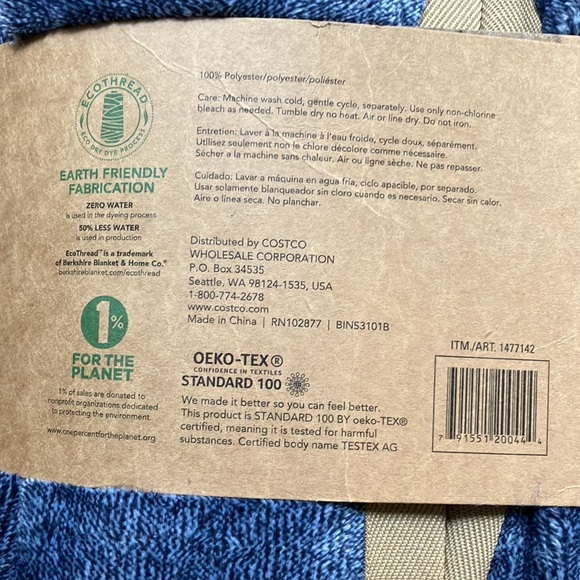 ECOTHREAD
ECO DRY DYE PROCESS
EARTH FRIENDLY
FABRICATION
ZERO WATER
is used in the dyeing process
50% LESS WATER
is used in production
EcoThread™ is a trademark
of Berkshire Blanket & Home Co.®
berkshireblanket.com/ecothread
1%
FOR THE
PLANET
1% of sales are donated to
nonprofit organizations dedicated
to protecting the environment.
www.onepercentfortheplanet.org
100% Polyester/polyester/poliéster
Care: Machine wash cold, gentle cycle, separately. Use only non-chlorine
bleach as needed. Tumble dry no heat. Air or line dry. Do not iron.
Entretien: Laver à la machine à l'eau froide, cycle doux, séparément.
Utilisez seulement non le chlore décolore comme nécessaire.
Sécher a la machine sans chaleur. Air ou ligne sèche. Ne pas repasser.
Cuidado: Lavar a máquina en agua fría, ciclo apacible, por separado.
Usar solamente blanqueador sin cloro cuando es necesario. Secar sin calor.
Aire o línea seca. No planchar.
Distributed by COSTCO
WHOLESALE CORPORATION
P.O. Box 34535
Seattle, WA 98124-1535, USA
1-800-774-2678
www.costco.com
Made in China | RN102877 | BIN53101B
OEKO-TEX®
CONFIDENCE IN TEXTILES
STANDARD 100
We made it better so you can feel better.
This product is STANDARD 100 BY oeko-TEX®
certified, meaning it is tested for harmful
substances. Certified body name TESTEX AG
ITM./ART. 1477142
7 91551 20044 4